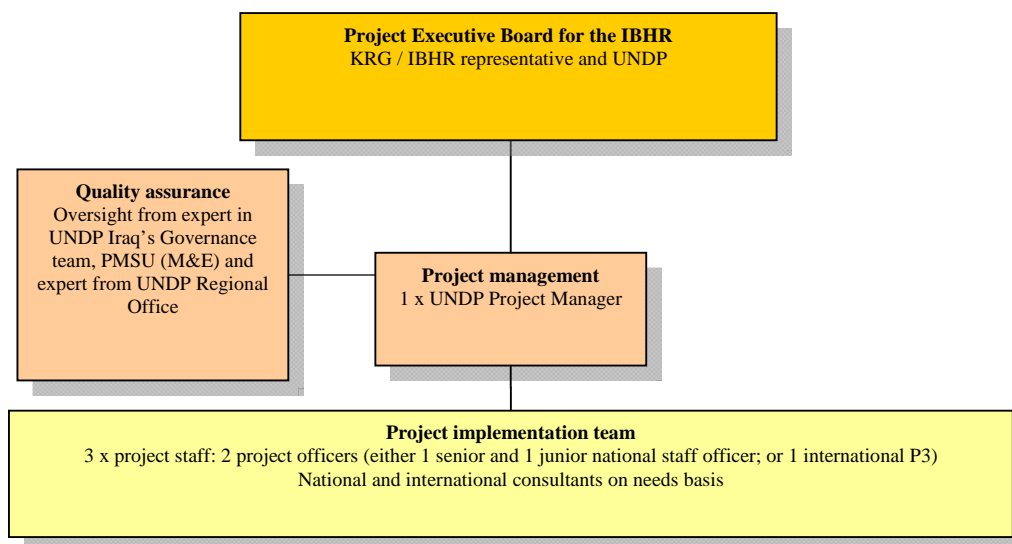 Project Executive Board for the IBHR
KRG / IBHR representative and UNDP
Quality assurance
Oversight from expert in
UNDP Iraq’s Governance
team, PMSU (M&E) and
expert from UNDP Regional
Office
Project management
1 x UNDP Project Manager
Project implementation team
3 x project staff: 2 project officers (either 1 senior and 1 junior national staff officer; or 1 international P3)
National and international consultants on needs basis